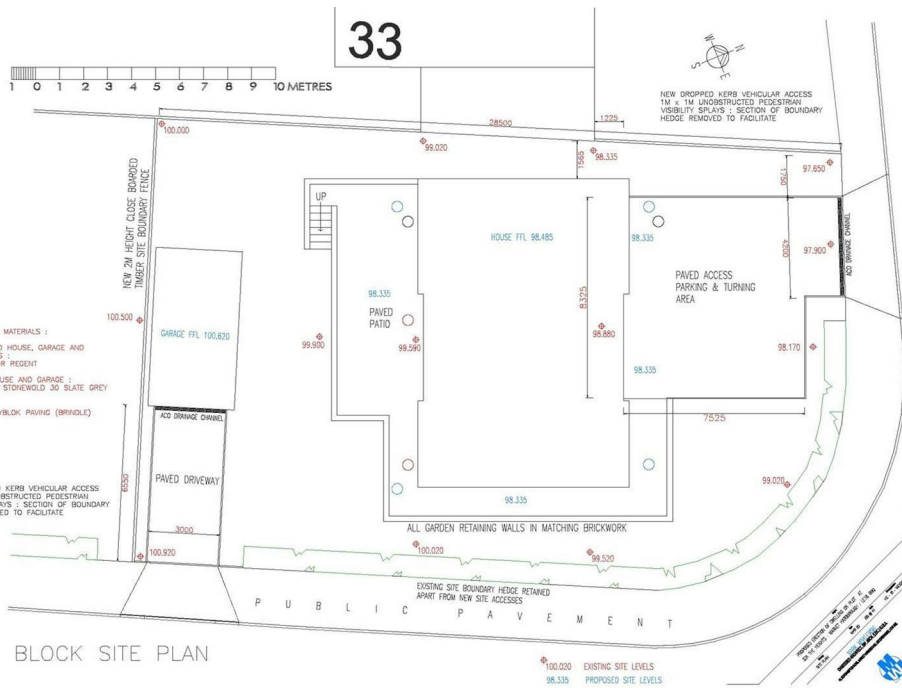 33
1 0 1 2 3 4 5 6 7 8 9 10 METRES
W N
S E
NEW DROPPED KERB VEHICULAR ACCESS
1M x 1M UNOBSTRUCTED PEDESTRIAN
VISIBILITY SPLAYS : SECTION OF BOUNDARY
HEDGE REMOVED TO FACILITATE
28500
1225
100.000
99.020
1565
98.335
97.650
1750
NEW 2M HEIGHT CLOSE BOARDED
TIMBER SITE BOUNDARY FENCE
UP
HOUSE FFL 98.485
98.335
4200
97.900
ACO DRAINAGE CHANNEL
PAVED ACCESS
PARKING & TURNING
AREA
98.335
PAVED
PATIO
8325
100.500
GARAGE FFL 100.620
99.900
99.590
98.880
98.170
98.335
MATERIALS :
HOUSE, GARAGE AND
S :
R REGENT
USE AND GARAGE :
STONEWOLD 30 SLATE GREY
YBLOK PAVING (BRINDLE)
ACO DRAINAGE CHANNEL
7525
6550
PAVED DRIVEWAY
99.020
KERB VEHICULAR ACCESS
OBSTRUCTED PEDESTRIAN
AYS : SECTION OF BOUNDARY
ED TO FACILITATE
98.335
3000
ALL GARDEN RETAINING WALLS IN MATCHING BRICKWORK
100.920
100.020
99.520
EXISTING SITE BOUNDARY HEDGE RETAINED
APART FROM NEW SITE ACCESSES
PUBLIC PAVEMENT
BLOCK SITE PLAN
100.020 EXISTING SITE LEVELS
98.335 PROPOSED SITE LEVELS